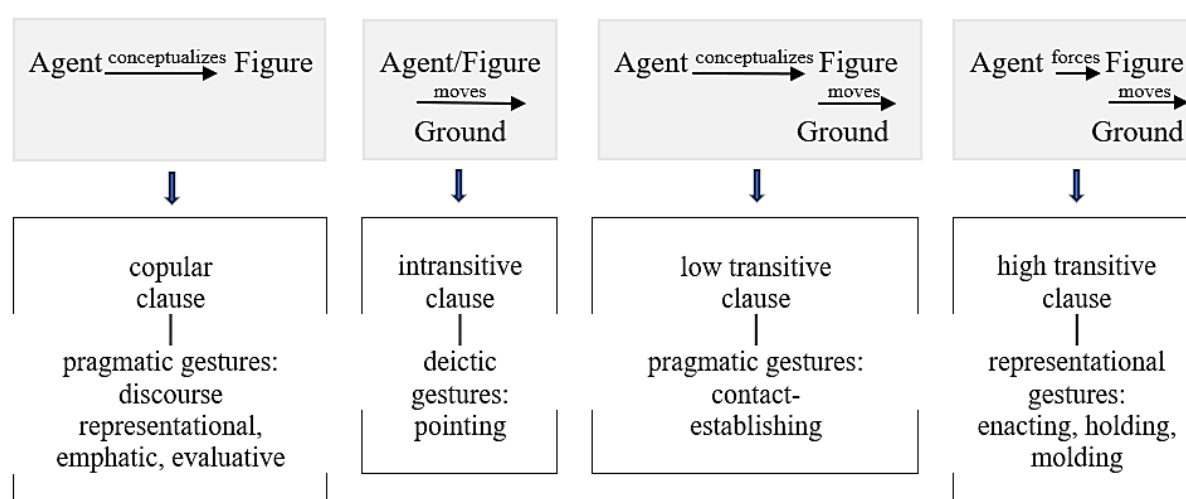 Agent conceptualizes Figure
Agent/Figure
moves
Ground
Agent conceptualizes Figure
moves
Ground
Agent forces Figure
moves
Ground
copular
clause
pragmatic gestures:
discourse
representational,
emphatic, evaluative
intransitive
clause
deictic
gestures:
pointing
low transitive
clause
pragmatic gestures:
contact-
establishing
high transitive
clause
representational
gestures:
enacting, holding,
molding